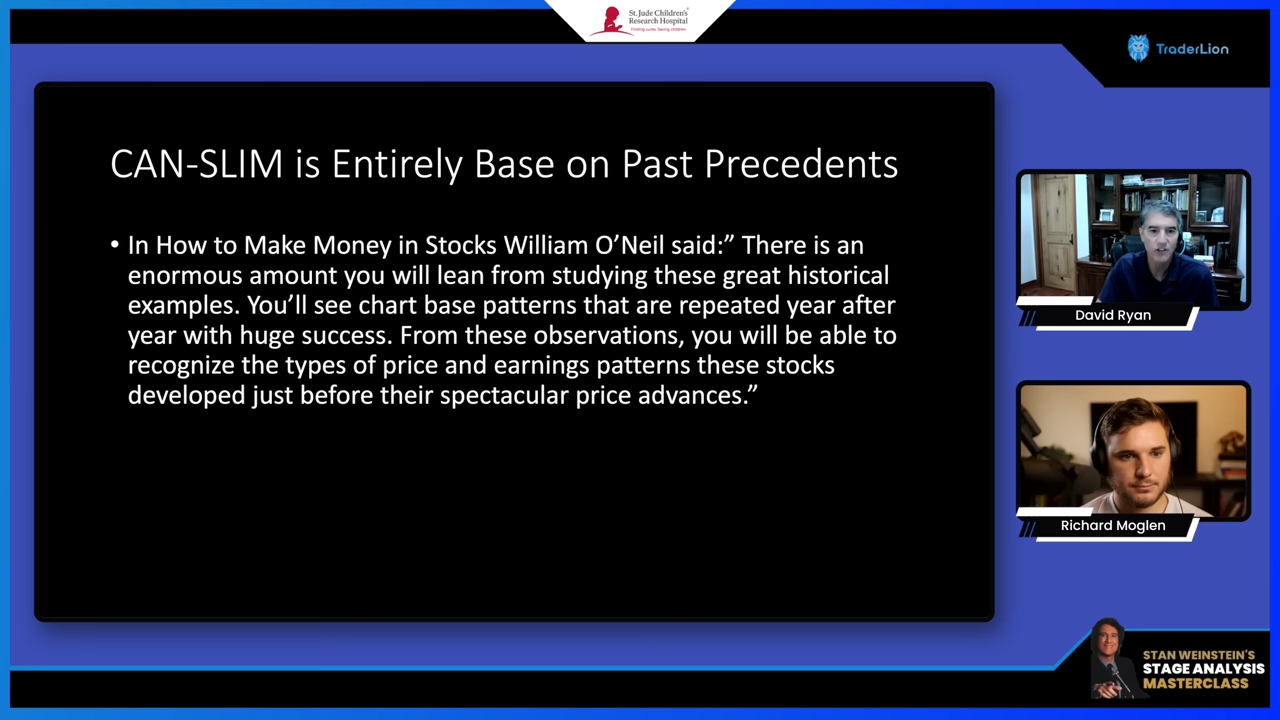 St. Jude Children's
Research Hospital
Finding cures. Saving children.
TraderLion
CAN-SLIM is Entirely Base on Past Precedents
• In How to Make Money in Stocks William O’Neil said:” There is an
enormous amount you will lean from studying these great historical
examples. You’ll see chart base patterns that are repeated year after
year with huge success. From these observations, you will be able to
recognize the types of price and earnings patterns these stocks
developed just before their spectacular price advances.”
David Ryan
Richard Moglen
STAN WEINSTEIN'S
STAGE ANALYSIS
MASTERCLASS